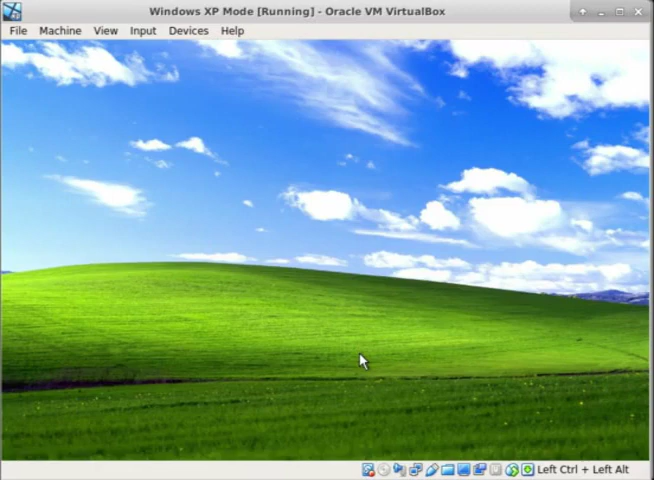 Windows XP Mode [Running] - Oracle VM VirtualBox
File Machine View Input Devices Help
Left Ctrl + Left Alt